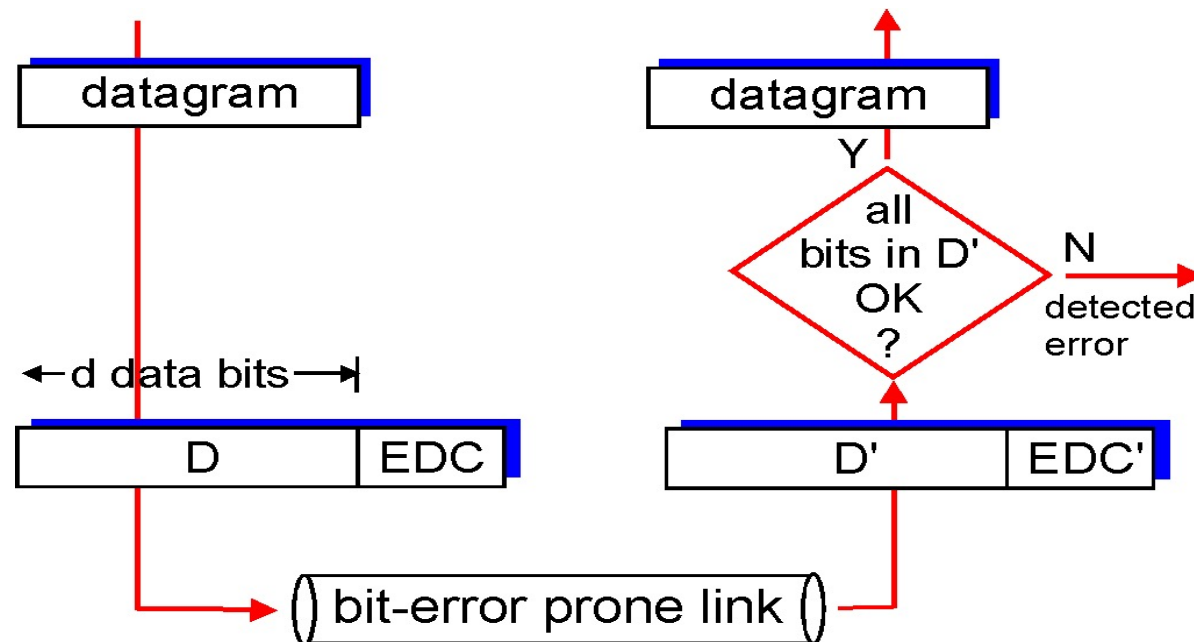 datagram
d data bits
D
EDC
bit-error prone link
datagram
Y
all
bits in D'
OK
?
N
detected
error
D'
EDC'